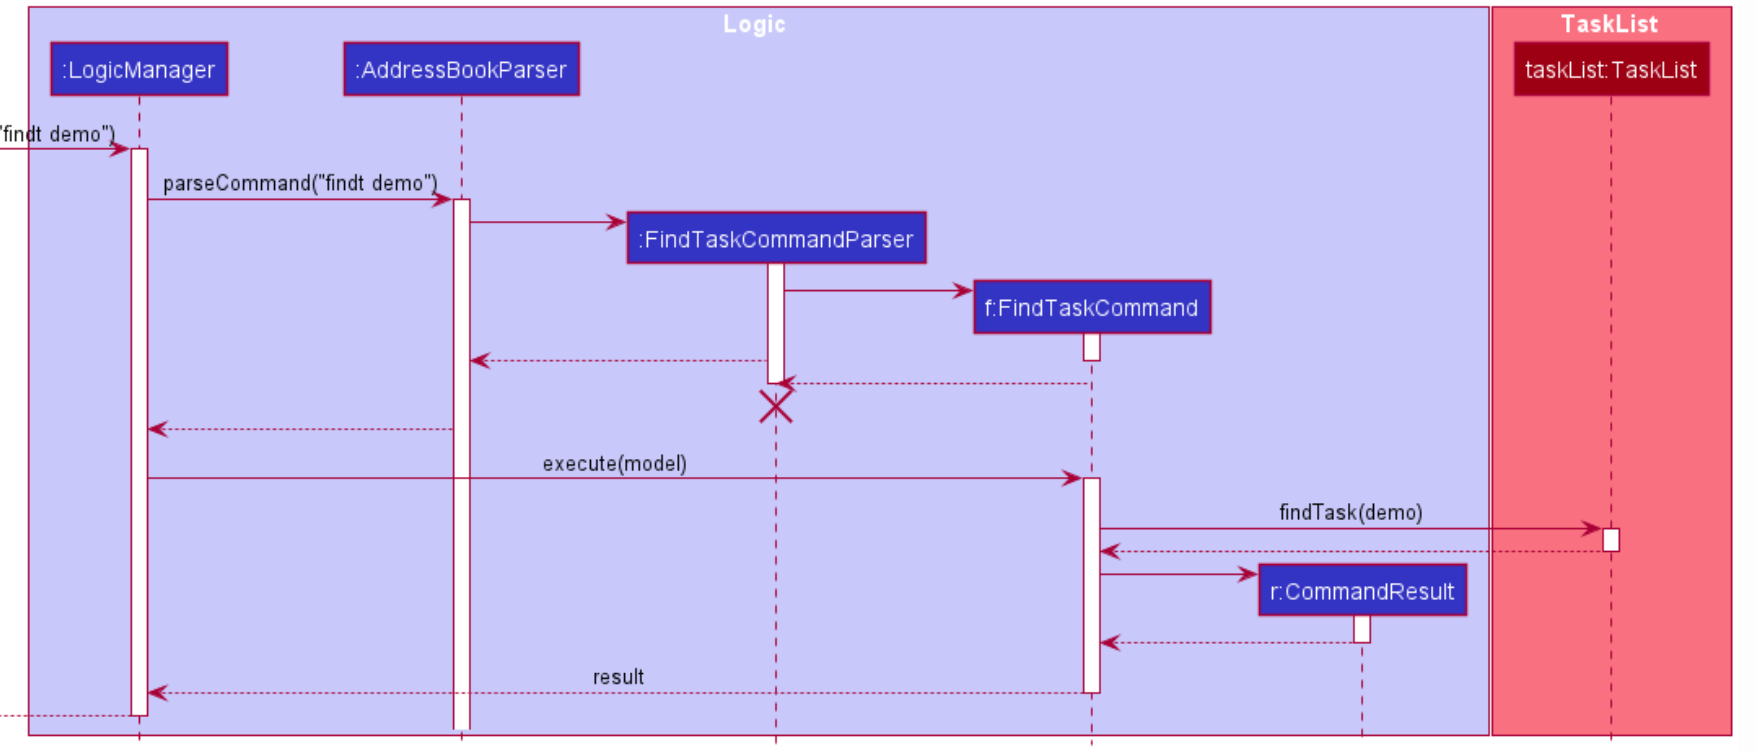 Logic
TaskList
:LogicManager
:AddressBookParser
taskList:TaskList
"findt demo")
parseCommand("findt demo")
:FindTaskCommandParser
f:FindTaskCommand
execute(model)
findTask(demo)
r:CommandResult
result